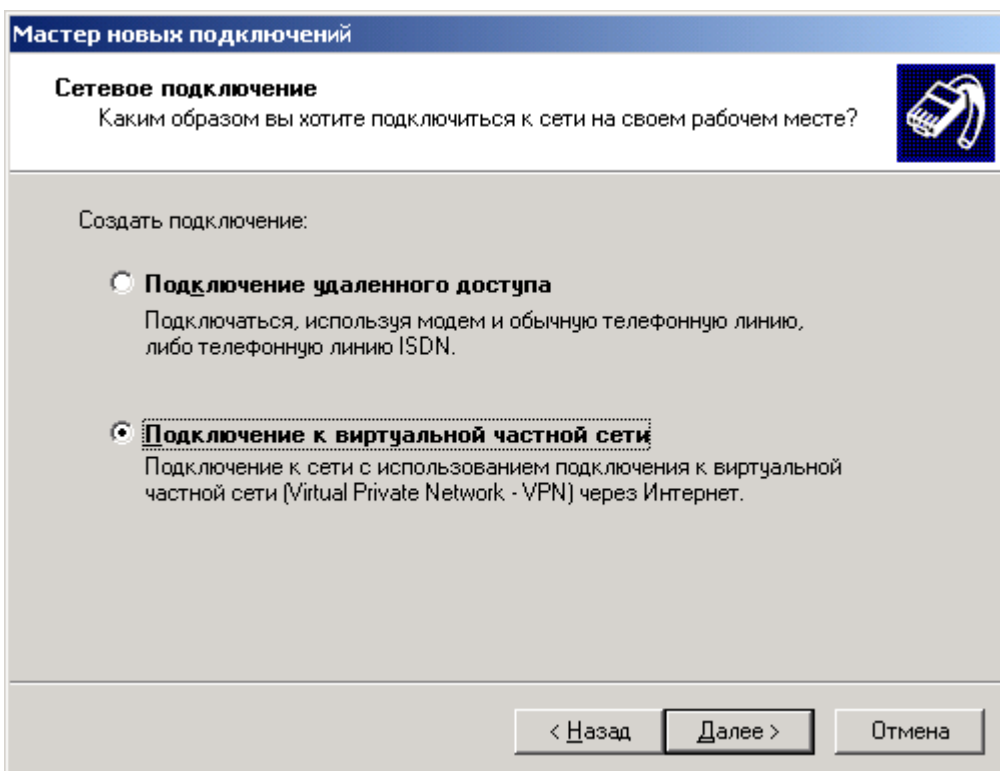 Мастер новых подключений
Сетевое подключение
Каким образом вы хотите подключиться к сети на своем рабочем месте?
Создать подключение:
Подключение удаленного доступа
Подключаться, используя модем и обычную телефонную линию,
либо телефонную линию ISDN.
Подключение к виртуальной частной сети
Подключение к сети с использованием подключения к виртуальной
частной сети (Virtual Private Network - VPN) через Интернет.
< Назад
Далее >
Отмена